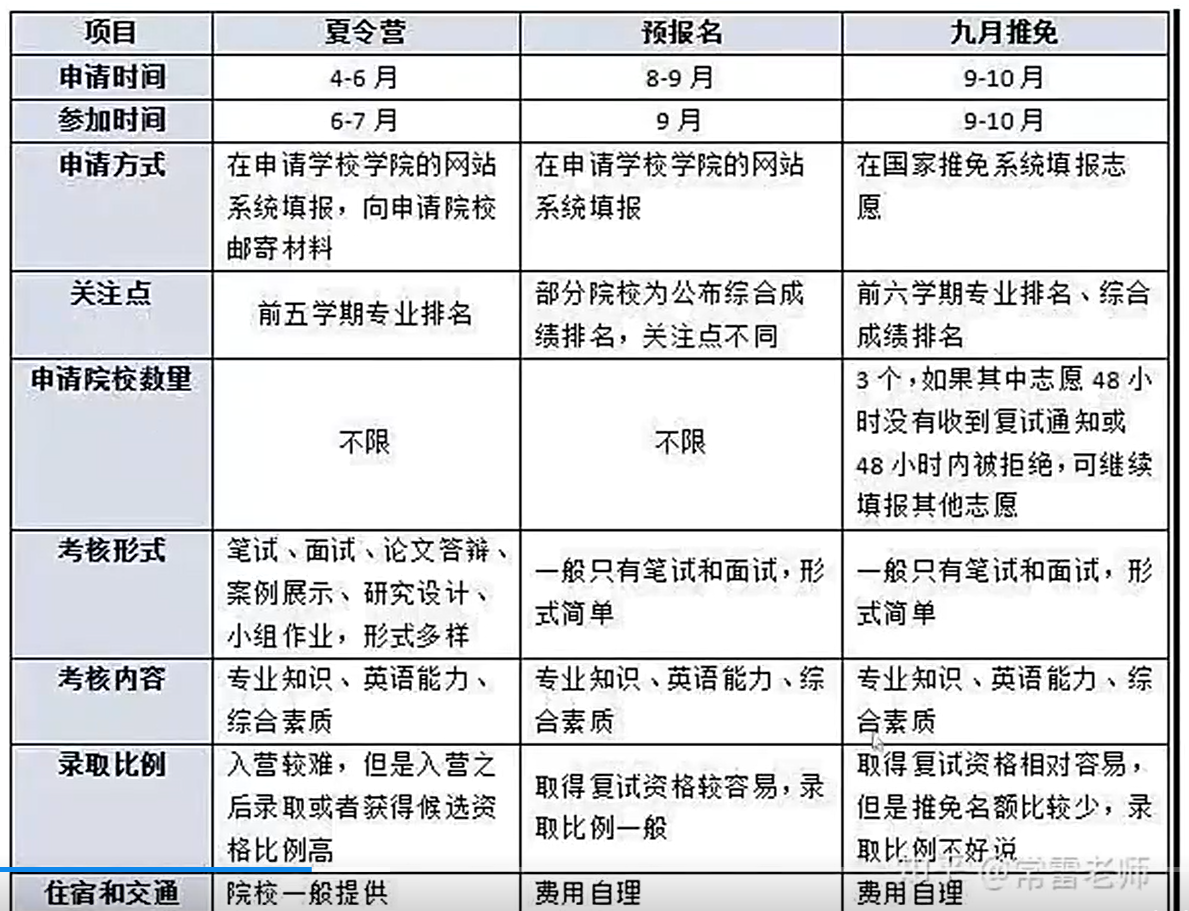 项目 夏令营 预报名 九月推免
申请时间 4-6 月 8-9 月 9-10 月
参加时间 6-7 月 9 月 9-10 月
申请方式
在申请学校学院的网站
系统填报，向申请院校
邮寄材料
在申请学校学院的网站
系统填报
在国家推免系统填报志
愿
关注点
前五学期专业排名
部分院校为公布综合成
绩排名，关注点不同
前六学期专业排名、综合
成绩排名
申请院校数里
不限
不限
3 个，如果其中志愿 48 小
时没有收到复试通知或
48 小时内被拒绝，可继续
填报其他志愿
考核形式
笔试、面试、论文答辩、
案例展示、研究设计、
小组作业，形式多样
一般只有笔试和面试，形
式简单
一般只有笔试和面试，形
式简单
考核内容
专业知识、英语能力、
综合素质
专业知识、英语能力、综
合素质
专业知识、英语能力、综
合素质
录取比例
入营较难，但是入营之
后录取或者获得候选资
格比例高
取得复试资格较容易，录
取比例一般
取得复试资格相对容易，
但是推免名额比较少，录
取比例不好说
住宿和交通 院校一般提供 费用自理 费用自理
知乎 @常雷老师